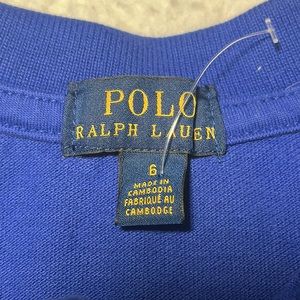 POLO
RALPH LAUREN
6
MADE IN
CAMBODIA
FABRIQUÉ AU
CAMBODGE